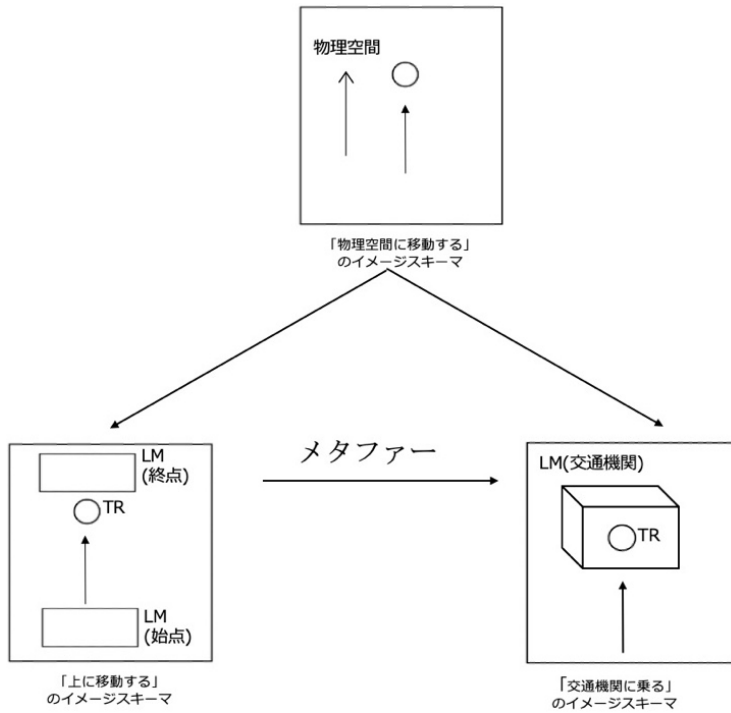 物理空間
「物理空間に移動する」
のイメージスキーマ
メタファー
LM
(終点)
TR
LM
(始点)
「上に移動する」
のイメージスキーマ
LM(交通機関)
TR
「交通機関に乗る」
のイメージスキーマ